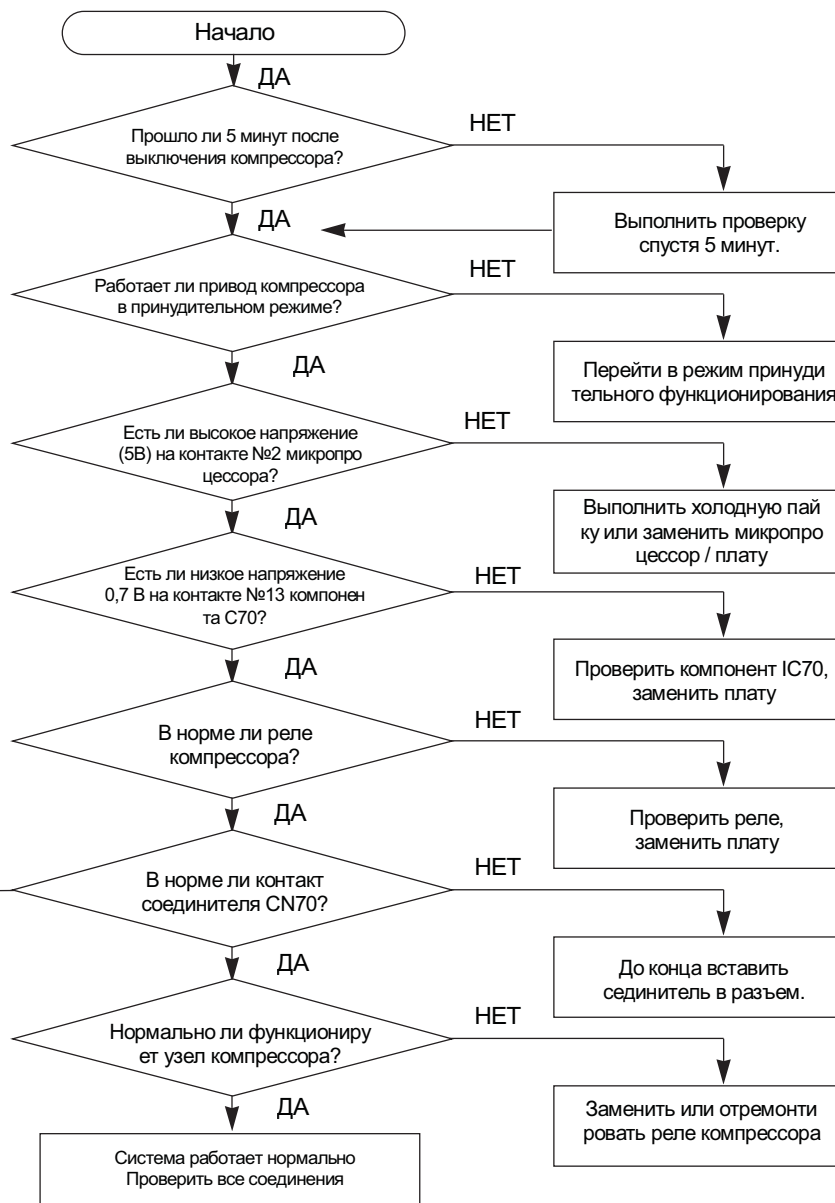 Начало
ДА
Прошло ли 5 минут после
выключения компрессора?
НЕТ
Выполнить проверку
спустя 5 минут.
ДА
Работает ли привод компрессора
в принудительном режиме?
НЕТ
Перейти в режим принуди
тельного функционирования
ДА
Есть ли высокое напряжение
(5В) на контакте №2 микропро
цессора?
НЕТ
Выполнить холодную пай
ку или заменить микропро
цессор / плату
ДА
Есть ли низкое напряжение
0,7 В на контакте №13 компонен
та C70?
НЕТ
Проверить компонент IC70,
заменить плату
ДА
В норме ли реле
компрессора?
НЕТ
Проверить реле,
заменить плату
ДА
В норме ли контакт
соединителя CN70?
НЕТ
До конца вставить
сединитель в разъем.
ДА
Нормально ли функциониру
ет узел компрессора?
НЕТ
Заменить или отремонти
ровать реле компрессора
ДА
Система работает нормально
Проверить все соединения